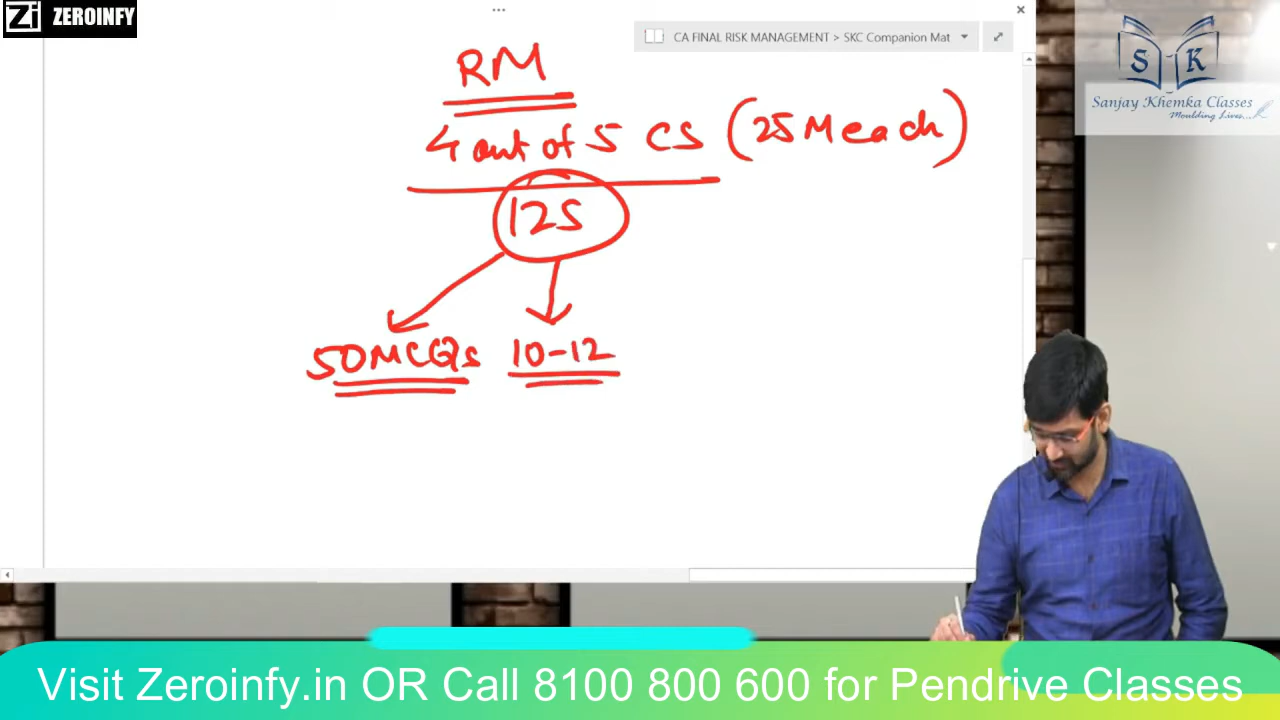 Zi ZEROINFY
CA FINAL RISK MANAGEMENT > SKC Companion Mat
S K
Sanjay Khemka Classes
Moulding Lives...
RM
4 out of 5 CS (25M each)
125
50MCQs 10-12
Visit Zeroinfy.in OR Call 8100 800 600 for Pendrive Classes